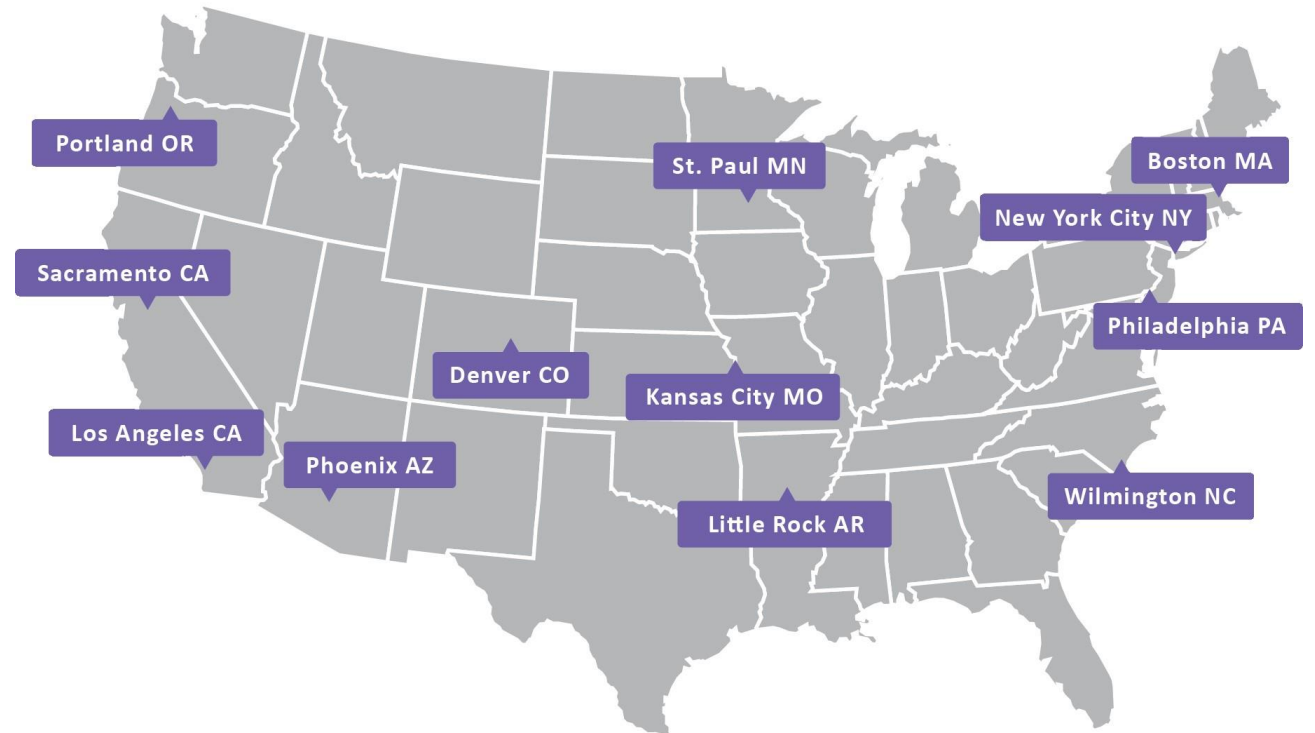 Portland OR
St. Paul MN
Boston MA
New York City NY
Sacramento CA
Philadelphia PA
Denver CO
Kansas City MO
Los Angeles CA
Phoenix AZ
Wilmington NC
Little Rock AR